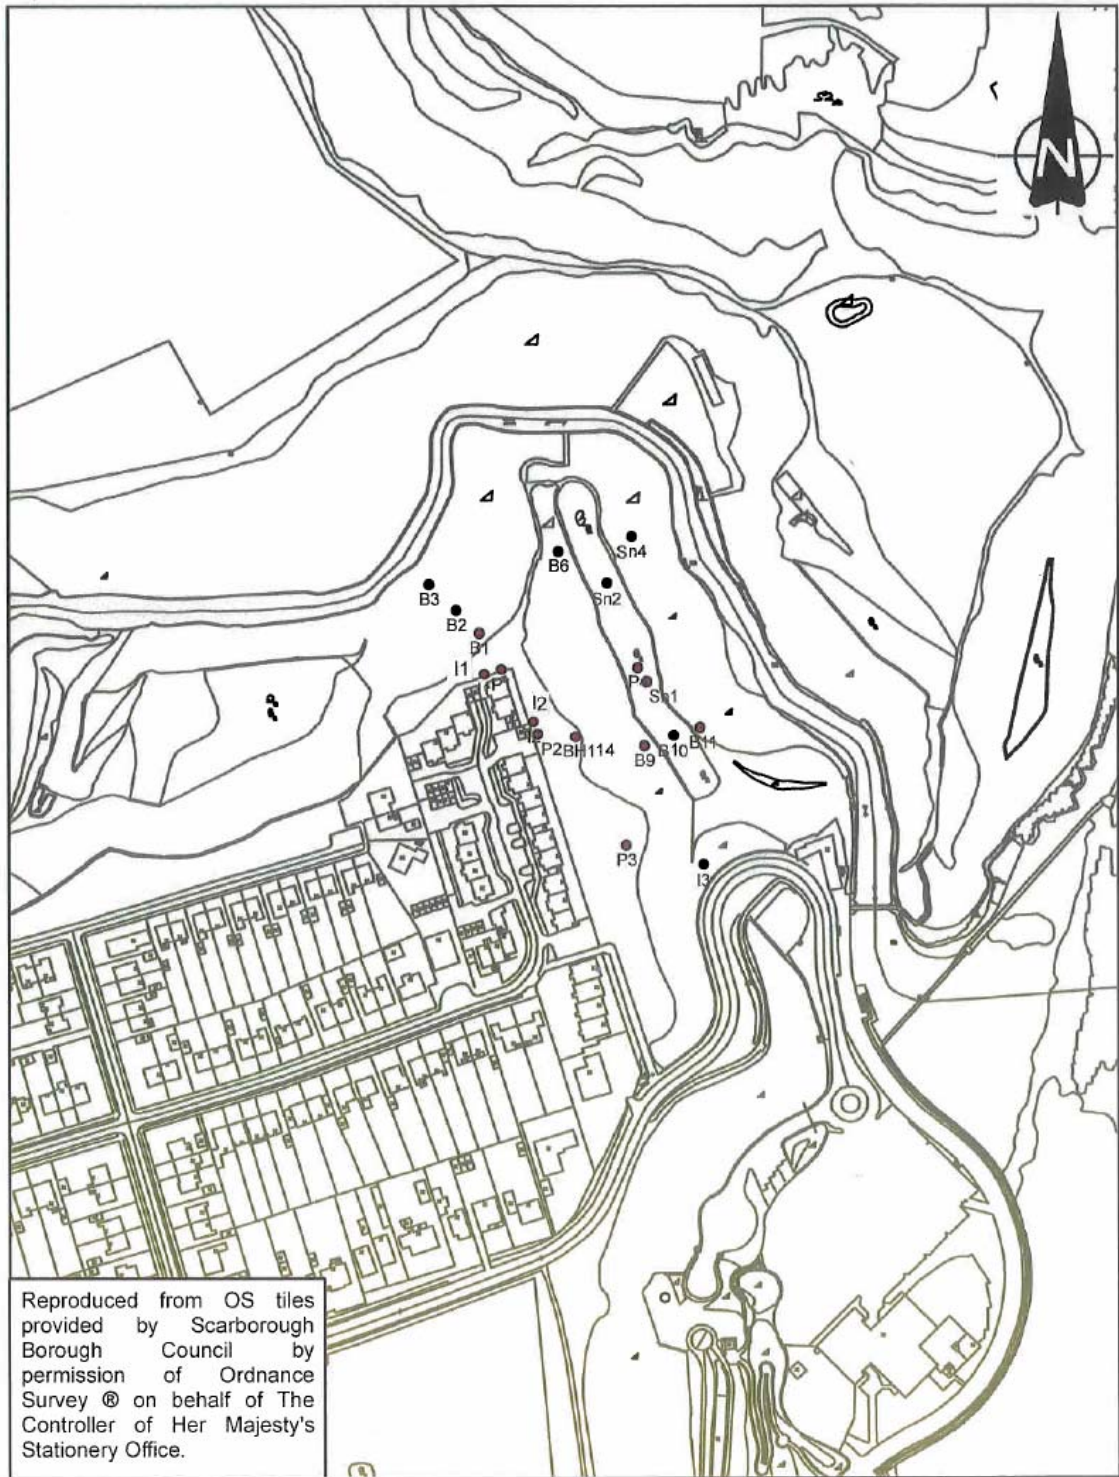 N
Sn4
B6
Sn2
B3
B2
B1
I1
P
P
Sn1
I2
P2
BH114
B9
B10
B11
P3
I3
Reproduced from OS tiles
provided by Scarborough
Borough Council by
permission of Ordnance
Survey ® on behalf of The
Controller of Her Majesty's
Stationery Office.